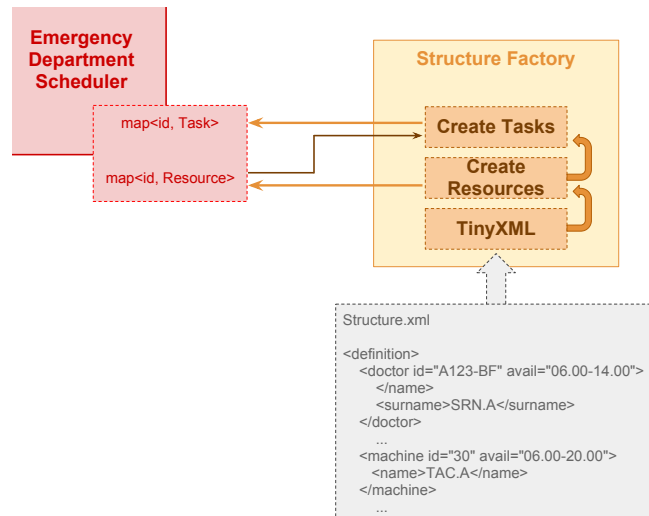 Emergency
Department
Scheduler
map<id, Task>
map<id, Resource>
Structure Factory
Create Tasks
Create
Resources
TinyXML
Structure.xml
<definition>
<doctor id="A123-BF" avail="06.00-14.00">
</name>
<surname>SRN.A</surname>
</doctor>
...
<machine id="30" avail="06.00-20.00">
<name>TAC.A</name>
</machine>
...